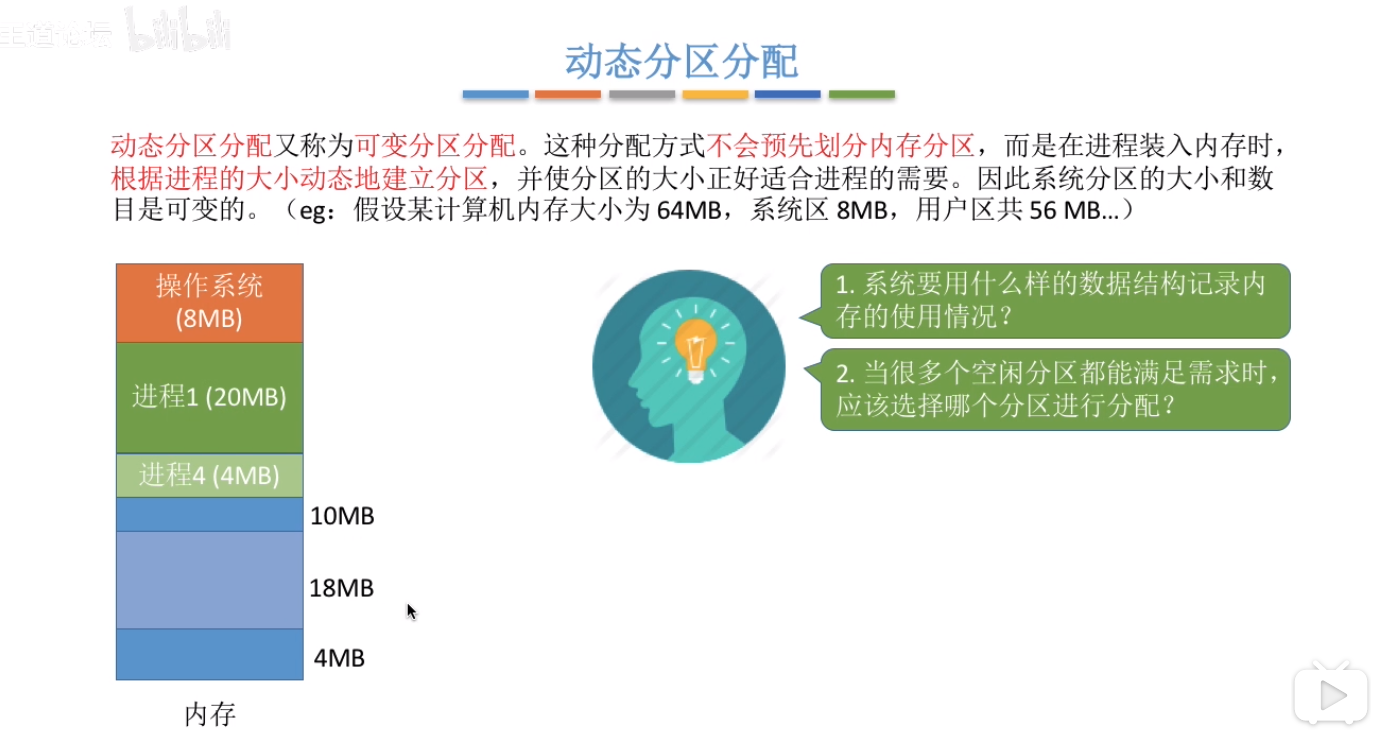 王道论坛 bilibili
动态分区分配
动态分区分配又称为可变分区分配。这种分配方式不会预先划分内存分区，而是在进程装入内存时，
根据进程的大小动态地建立分区，并使分区的大小正好适合进程的需要。因此系统分区的大小和数
目是可变的。（eg：假设某计算机内存大小为 64MB，系统区 8MB，用户区共 56 MB…）
操作系统
(8MB)
进程1 (20MB)
进程4 (4MB)
10MB
18MB
4MB
内存
1. 系统要用什么样的数据结构记录内
存的使用情况？
2. 当很多个空闲分区都能满足需求时，
应该选择哪个分区进行分配？